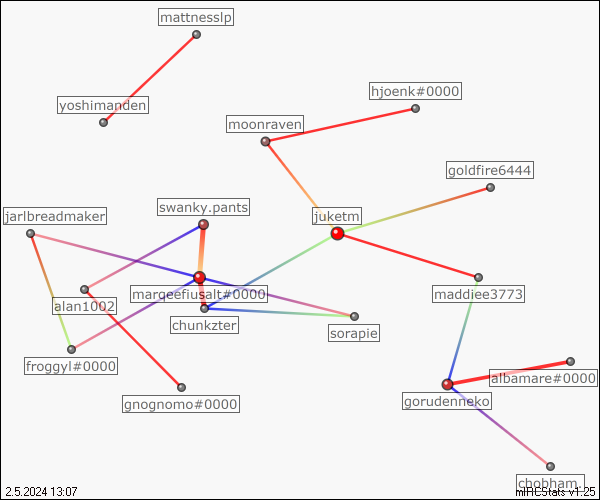 mattnesslp
yoshimanden
hjoenk#0000
moonraven
goldfire6444
swanky.pants
jarlbreadmaker
juketm
marqeefiusalt#0000
maddiee3773
alan1002
chunkzter
sorapie
froggyl#0000
albamare#0000
gnognomo#0000
gorudenneko
chobham.
2.5.2024 13:07
mIRCStats v1.25